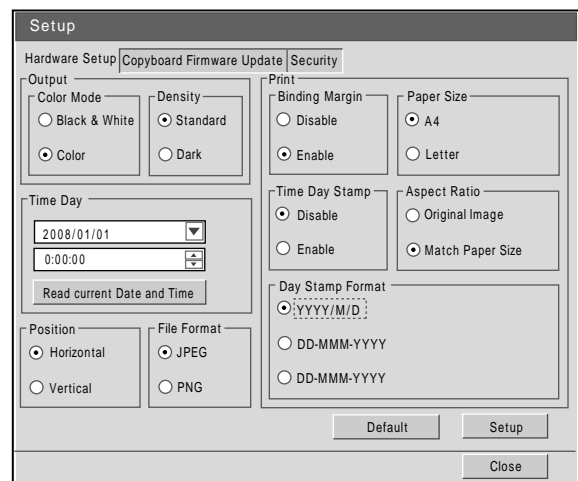 Setup
Hardware Setup Copyboard Firmware Update Security
Output
Color Mode
Black & White
Color
Density
Standard
Dark
Time Day
2008/01/01
0:00:00
Read current Date and Time
Position
Horizontal
Vertical
File Format
JPEG
PNG
Print
Binding Margin
Disable
Enable
Paper Size
A4
Letter
Time Day Stamp
Disable
Enable
Aspect Ratio
Original Image
Match Paper Size
Day Stamp Format
YYYY/M/D
DD-MMM-YYYY
DD-MMM-YYYY
Default
Setup
Close